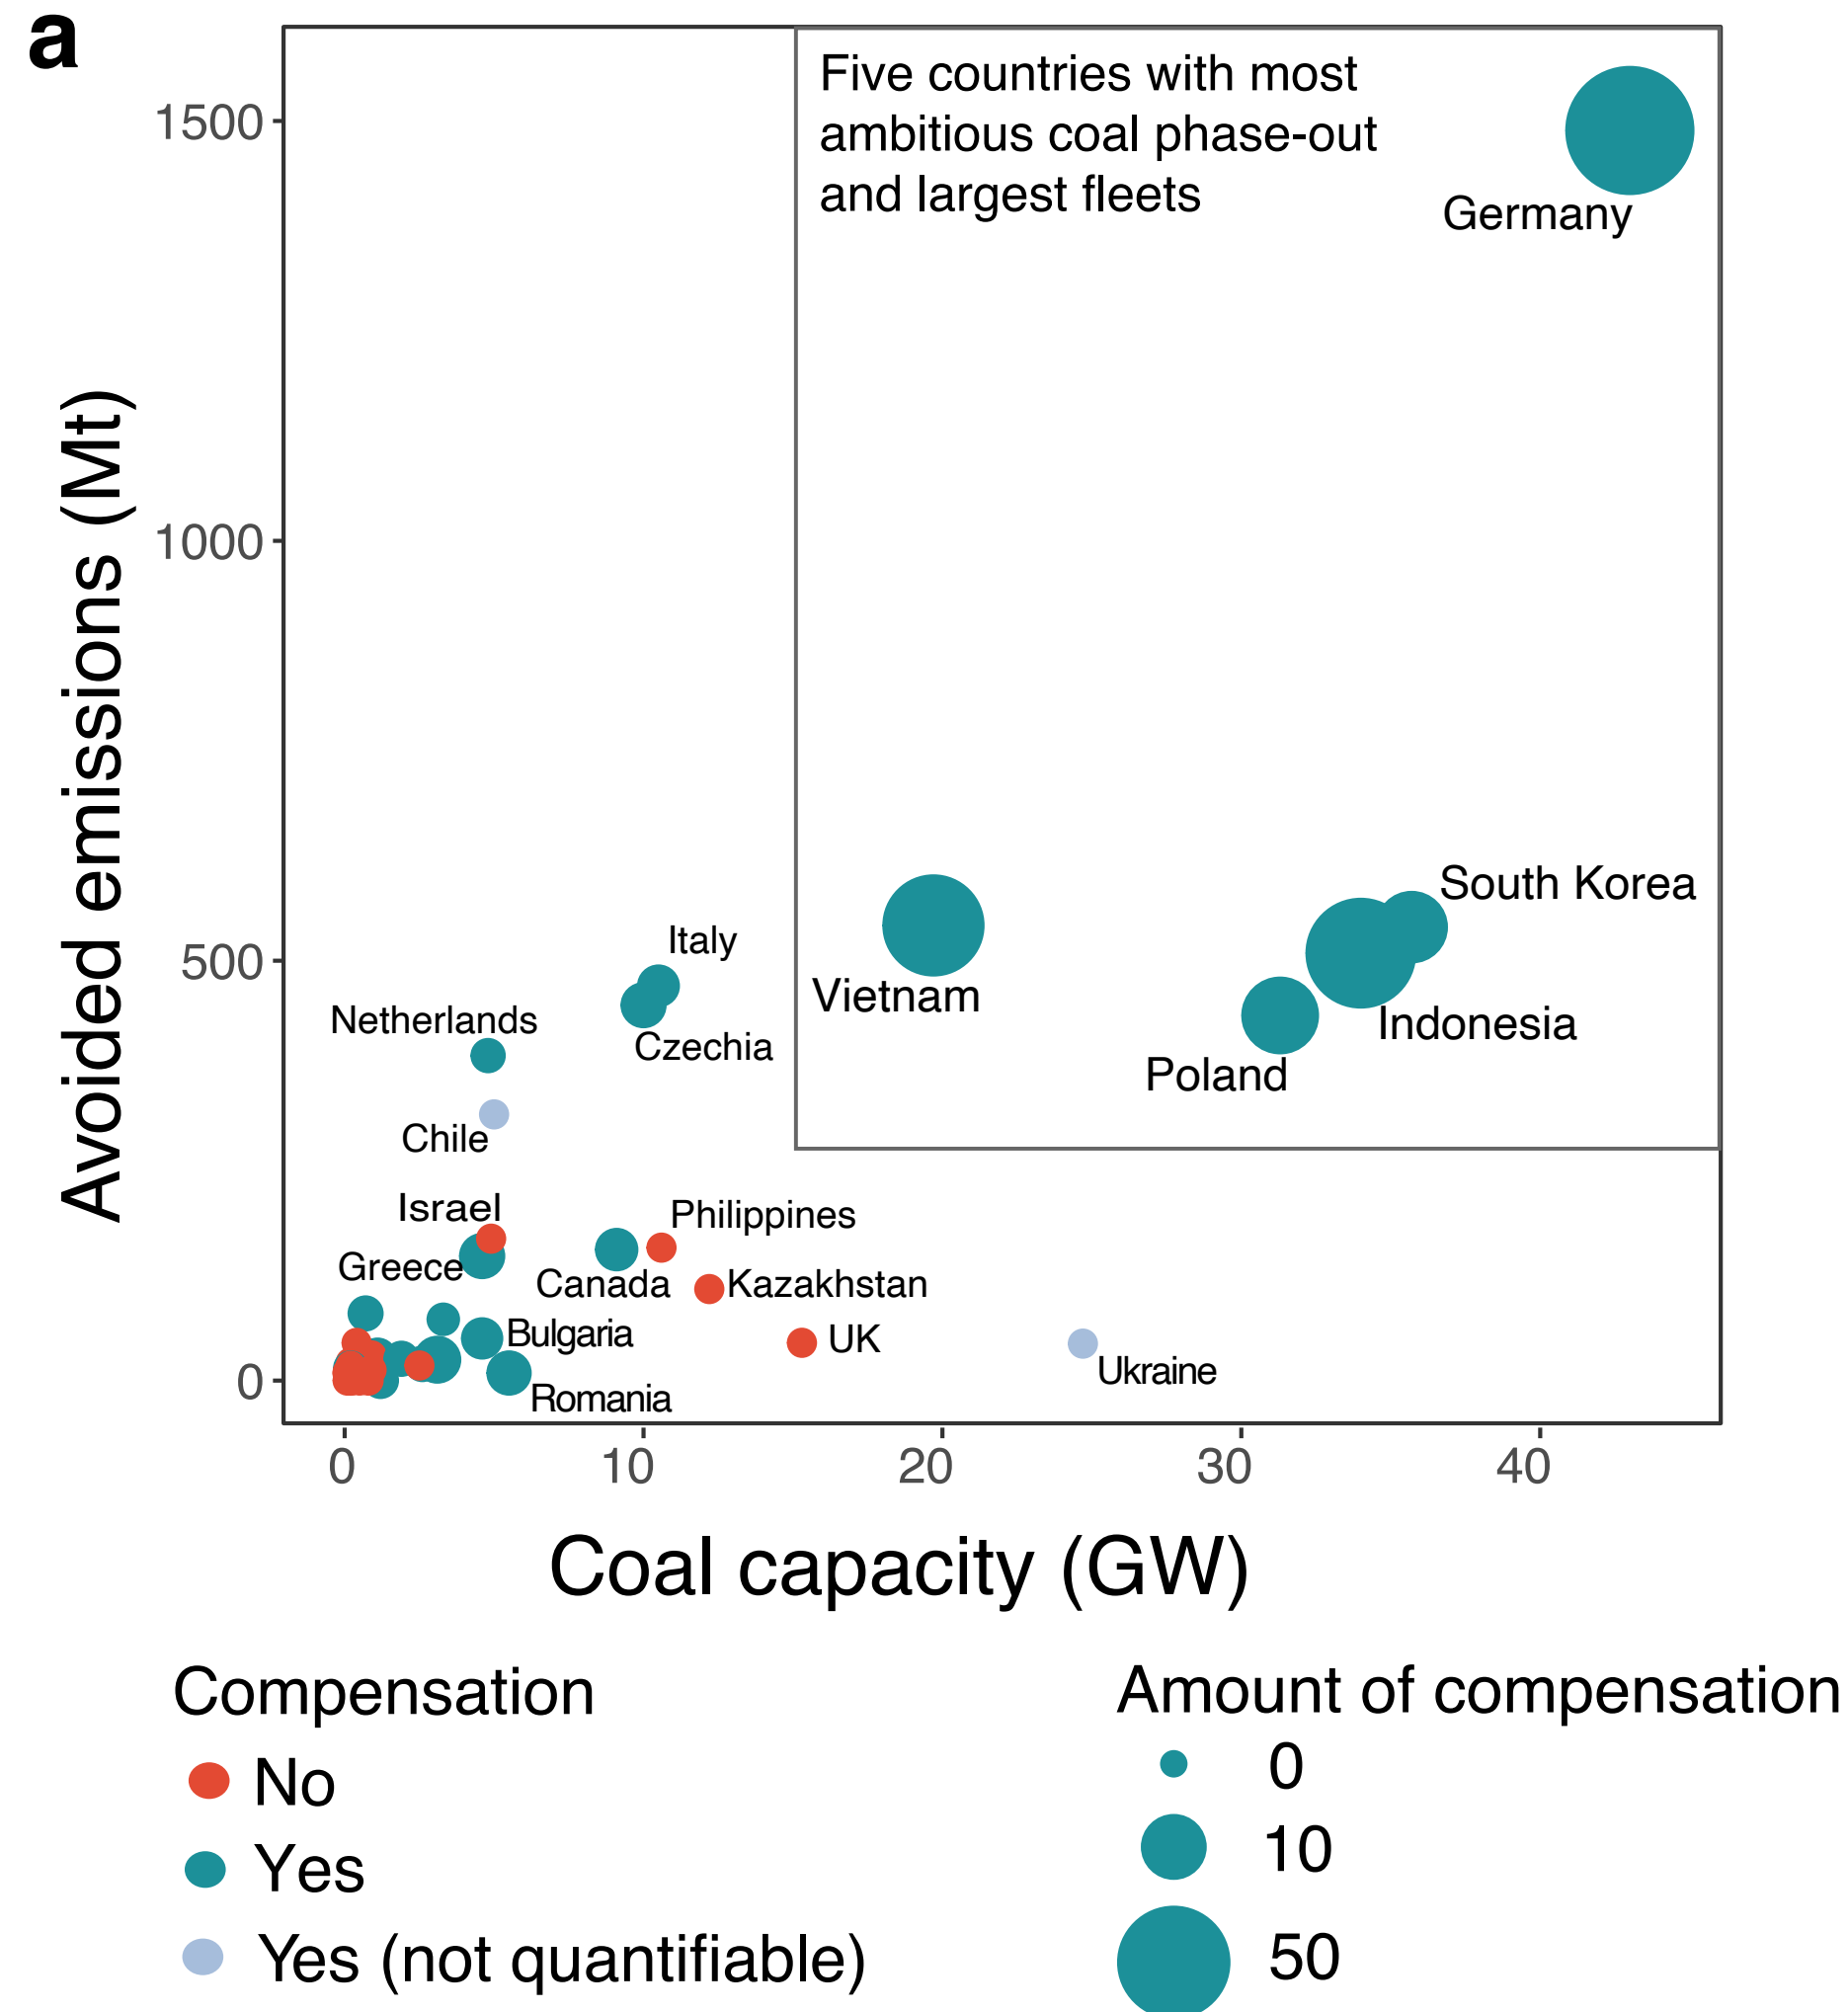 a
Five countries with most
ambitious coal phase-out
and largest fleets
1500
Germany
1000
Avoided emissions (Mt)
South Korea
Italy
500
Vietnam
Netherlands
Indonesia
Czechia
Poland
Chile
Israel
Philippines
Greece
Canada
Kazakhstan
Bulgaria
UK
Ukraine
0
Romania
0
10
20
30
40
Coal capacity (GW)
Compensation
No
Yes
Yes (not quantifiable)
Amount of compensation
0
10
50